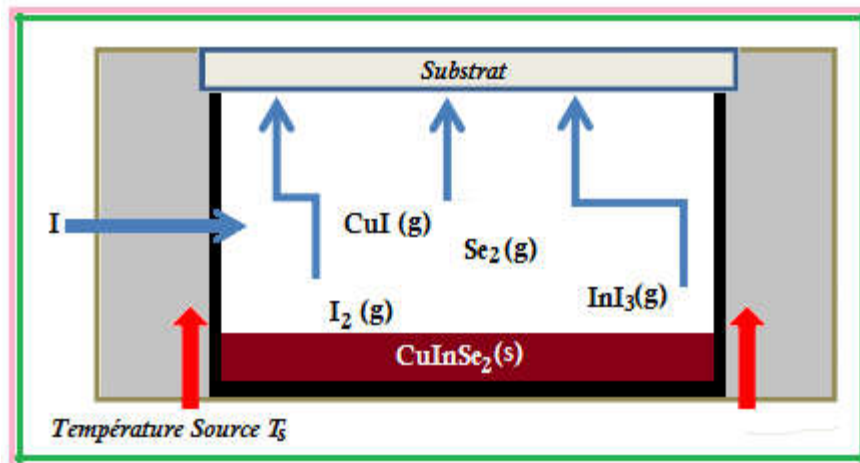 Substrat
I
CuI (g)
Se₂(g)
I₂ (g)
InI₃(g)
CuInSe₂(s)
Température Source Tₛ